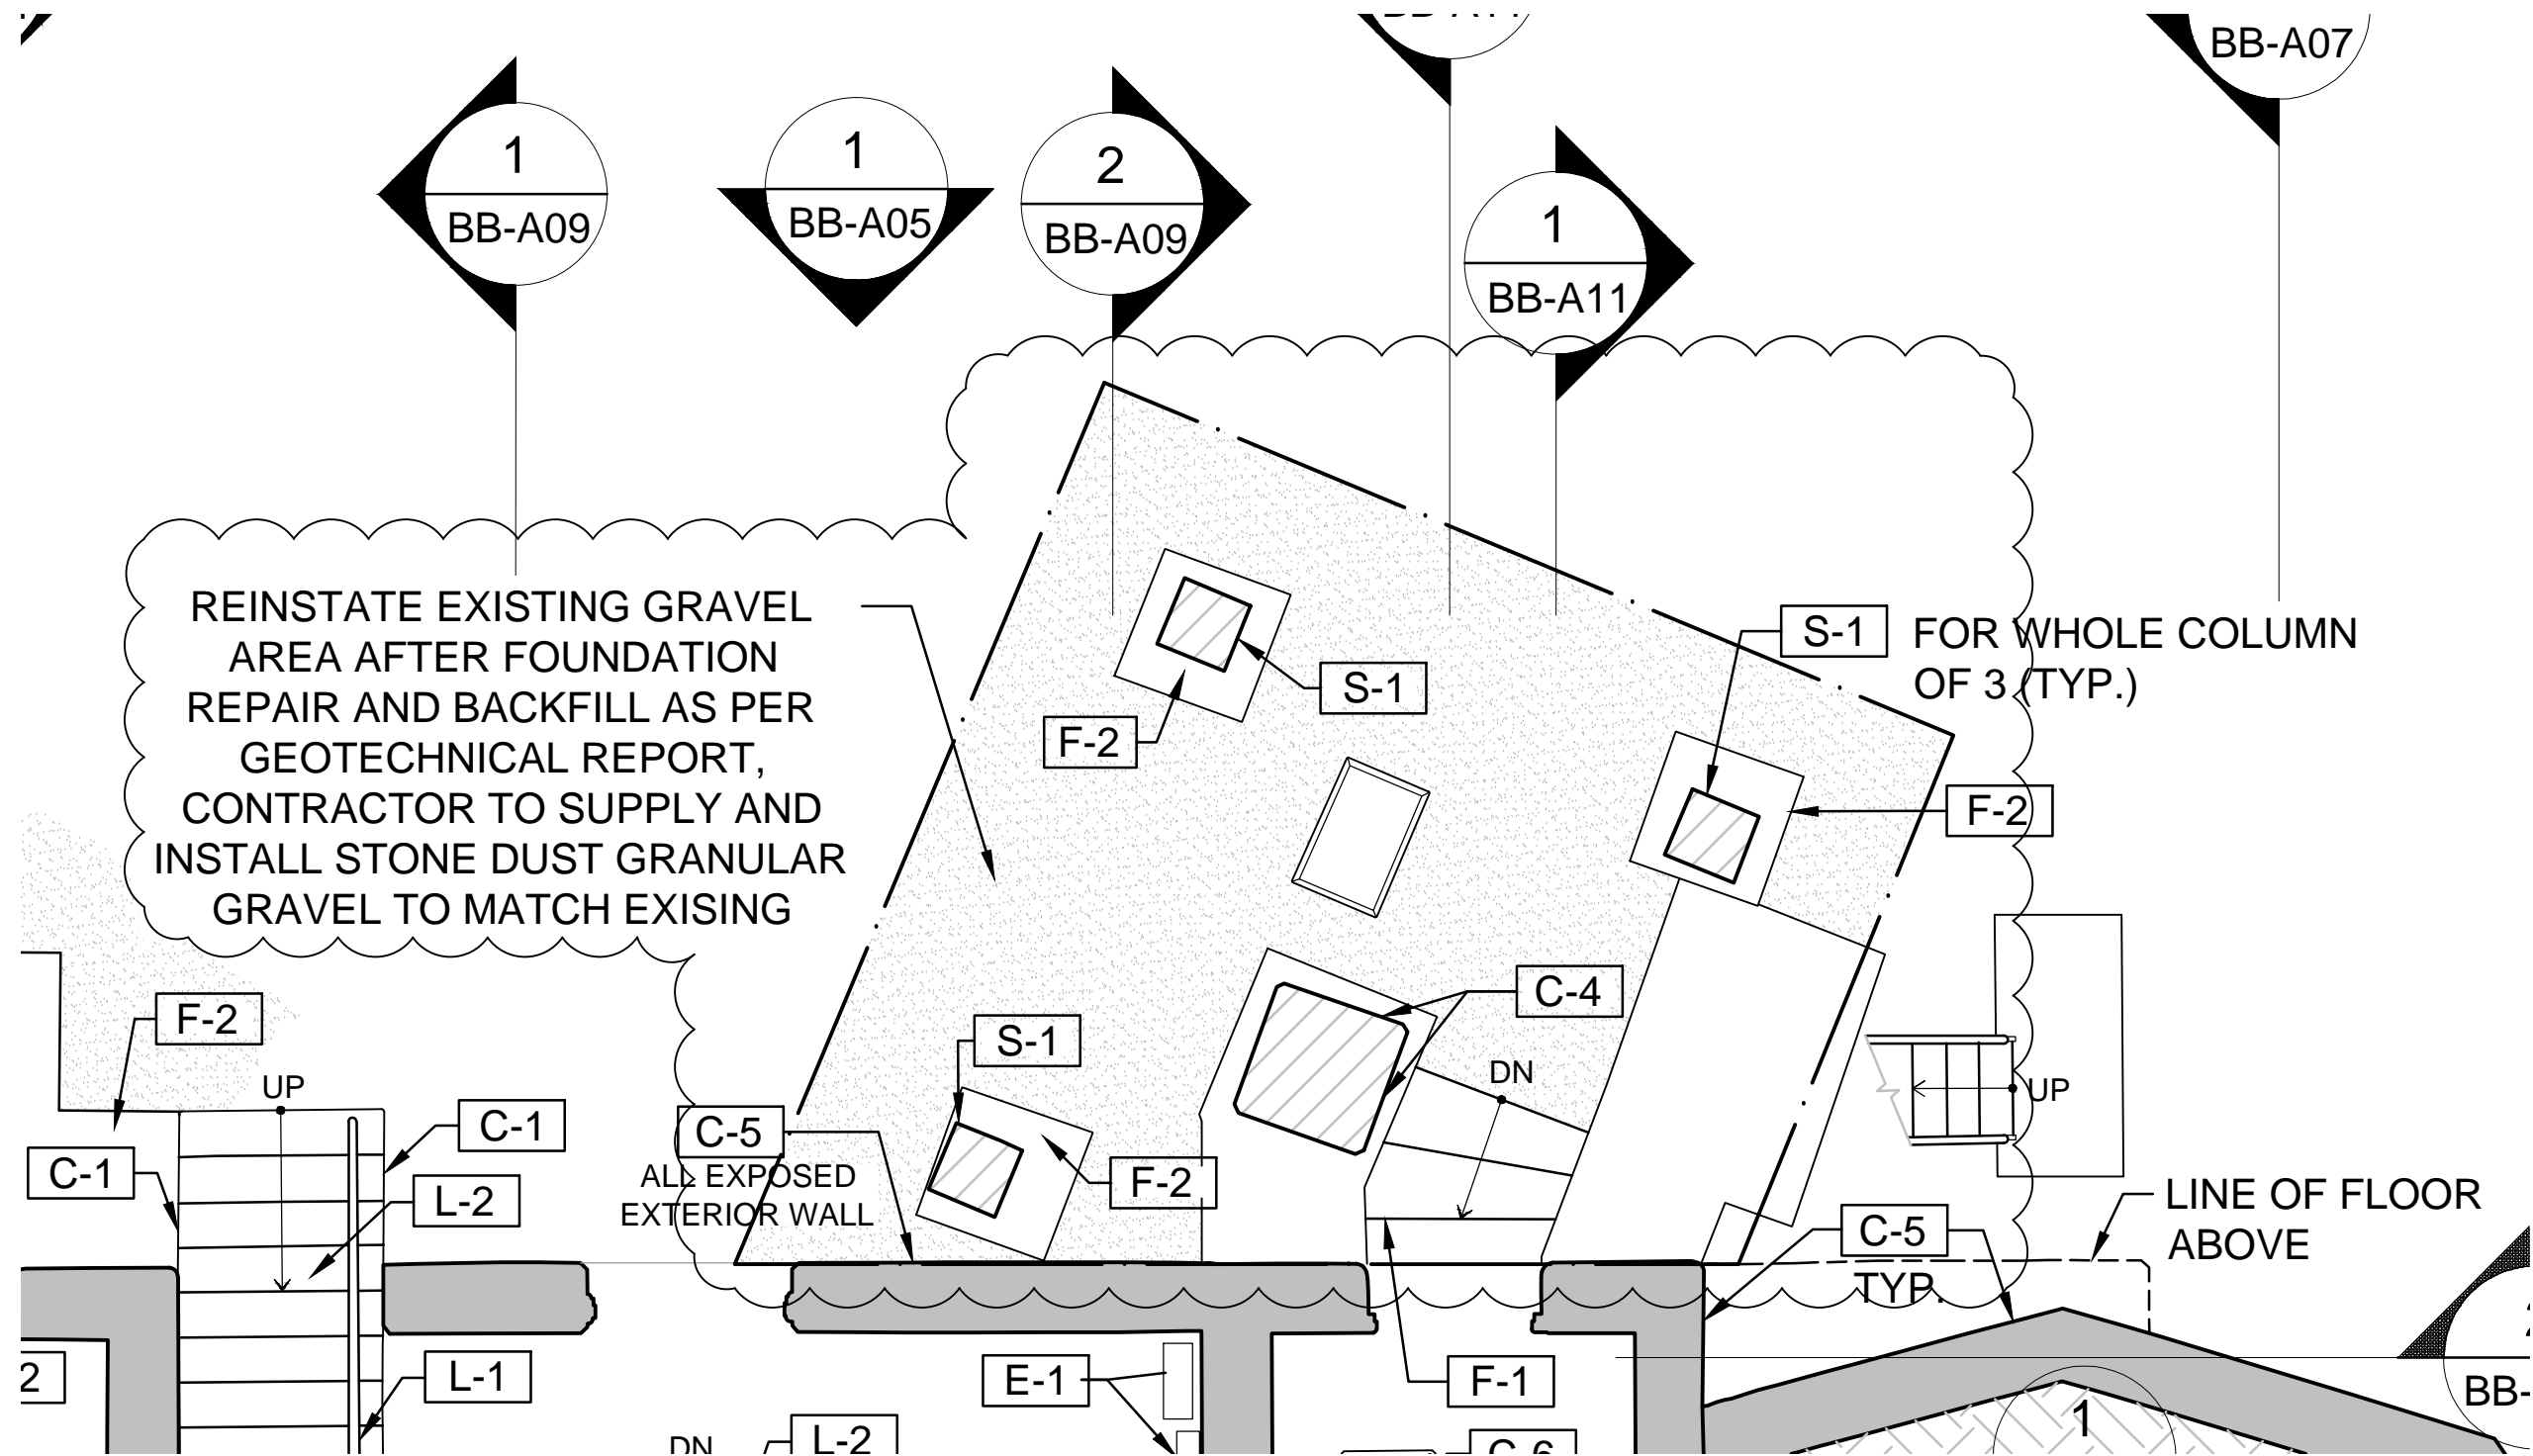 BB-A07
1
BB-A09
1
BB-A05
2
BB-A09
1
BB-A11
REINSTATE EXISTING GRAVEL
AREA AFTER FOUNDATION
REPAIR AND BACKFILL AS PER
GEOTECHNICAL REPORT,
CONTRACTOR TO SUPPLY AND
INSTALL STONE DUST GRANULAR
GRAVEL TO MATCH EXISING
S-1
FOR WHOLE COLUMN
OF 3 (TYP.)
S-1
F-2
F-2
C-4
F-2
S-1
DN
UP
UP
C-1
C-5
ALL EXPOSED
EXTERIOR WALL
C-1
F-2
L-2
LINE OF FLOOR
ABOVE
C-5
TYP.
2
L-1
E-1
F-1
BB-
1
DN
L-2
C-6